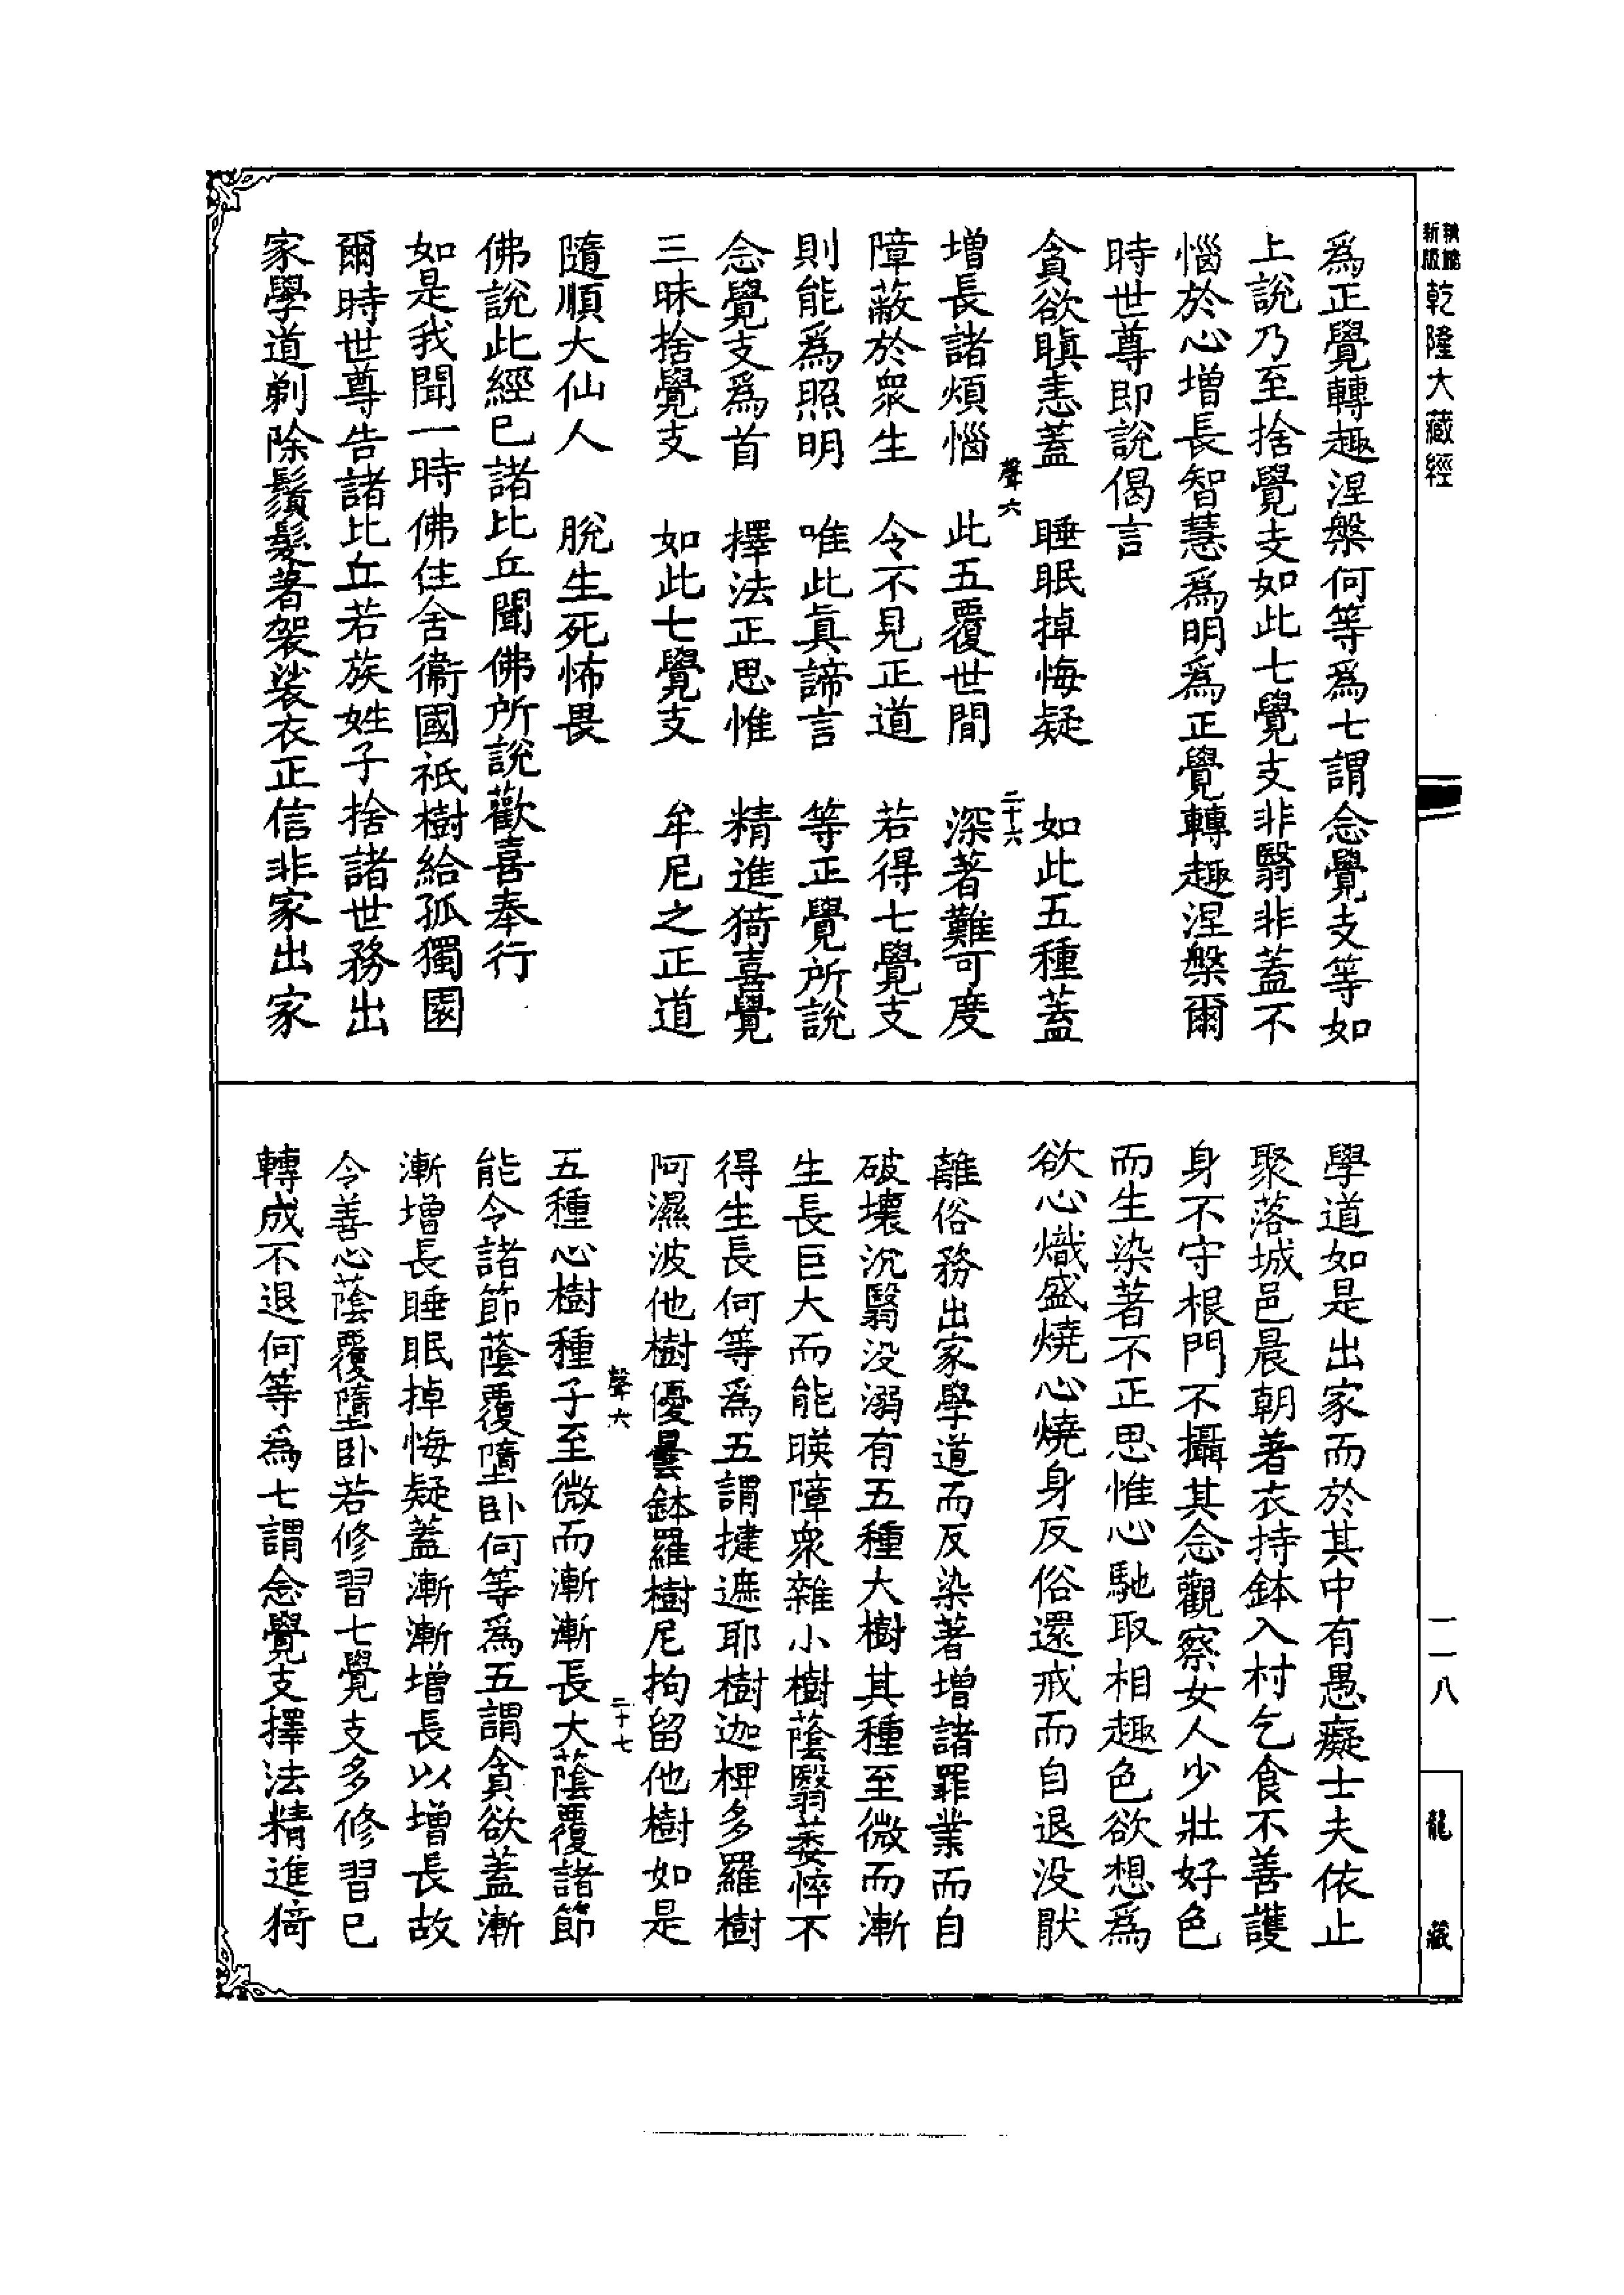 新版
乾隆大藏經
一一八
龍藏
為正覺轉趣涅槃何等為七謂念覺支等如
上說乃至捨覺支如此七覺支非翳非蓋不
惱於心增長智慧為明為正覺轉趣涅槃爾
時世尊即說偈言
貪欲瞋恚蓋 睡眠掉悔疑 如此五種蓋
聲六 二十六
增長諸煩惱 此五覆世間 深著難可度
障蔽於眾生 令不見正道 若得七覺支
則能為照明 唯此真諦言 等正覺所說
念覺支為首 擇法正思惟 精進猗喜覺
三昧捨覺支 如此七覺支 牟尼之正道
隨順大仙人 脫生死怖畏
佛說此經已諸比丘聞佛所說歡喜奉行
如是我聞一時佛住舍衞國祇樹給孤獨園
爾時世尊告諸比丘若族姓子捨諸世務出
家學道剃除鬚髮著袈裟衣正信非家出家
學道如是出家而於其中有愚癡士夫依止
聚落城邑晨朝著衣持鉢入村乞食不善護
身不守根門不攝其念觀察女人少壯好色
而生染著不正思惟心馳取相趣色欲想為
欲心熾盛燒心燒身反俗還戒而自退没厭
離俗務出家學道而反染著增諸罪業而自
破壞沉翳没溺有五種大樹其種至微而漸
生長巨大而能暎障衆雜小樹蔭翳萎悴不
得生長何等為五謂揵遮耶樹迦椑多羅樹
阿濕波他樹優曇鉢羅樹尼拘留他樹如是
聲六 二十七
五種心樹種子至微而漸漸長大蔭覆諸節
能令諸節蔭覆墮卧何等為五謂貪欲蓋漸
漸增長睡眠掉悔疑蓋漸漸增長以增長故
令善心蔭覆墮卧若修習七覺支多修習已
轉成不退何等為七謂念覺支擇法精進猗